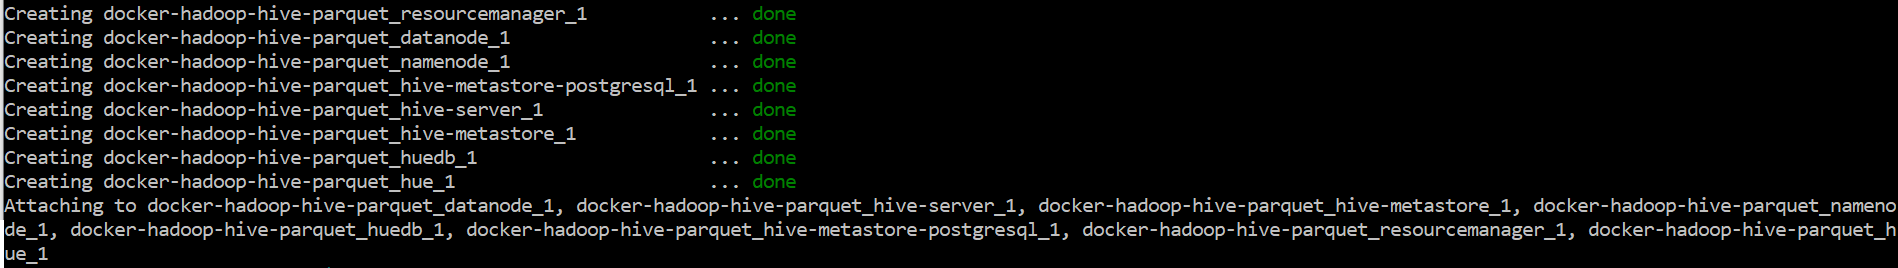 Creating docker-hadoop-hive-parquet_resourcemanager_1 ... done
Creating docker-hadoop-hive-parquet_datanode_1 ... done
Creating docker-hadoop-hive-parquet_namenode_1 ... done
Creating docker-hadoop-hive-parquet_hive-metastore-postgresql_1 ... done
Creating docker-hadoop-hive-parquet_hive-server_1 ... done
Creating docker-hadoop-hive-parquet_hive-metastore_1 ... done
Creating docker-hadoop-hive-parquet_huedb_1 ... done
Creating docker-hadoop-hive-parquet_hue_1 ... done
Attaching to docker-hadoop-hive-parquet_datanode_1, docker-hadoop-hive-parquet_hive-server_1, docker-hadoop-hive-parquet_hive-metastore_1, docker-hadoop-hive-parquet_nameno
de_1, docker-hadoop-hive-parquet_huedb_1, docker-hadoop-hive-parquet_hive-metastore-postgresql_1, docker-hadoop-hive-parquet_resourcemanager_1, docker-hadoop-hive-parquet_h
ue_1